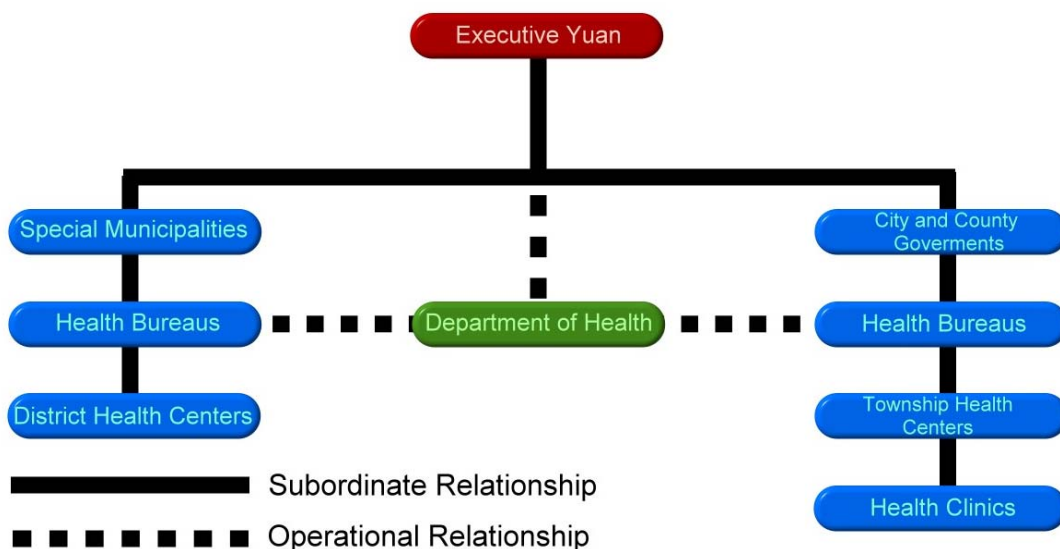 Executive Yuan
Special Municipalities
City and County
Goverments
Health Bureaus
Department of Health
Health Bureaus
District Health Centers
Township Health
Centers
Subordinate Relationship
Health Clinics
Operational Relationship